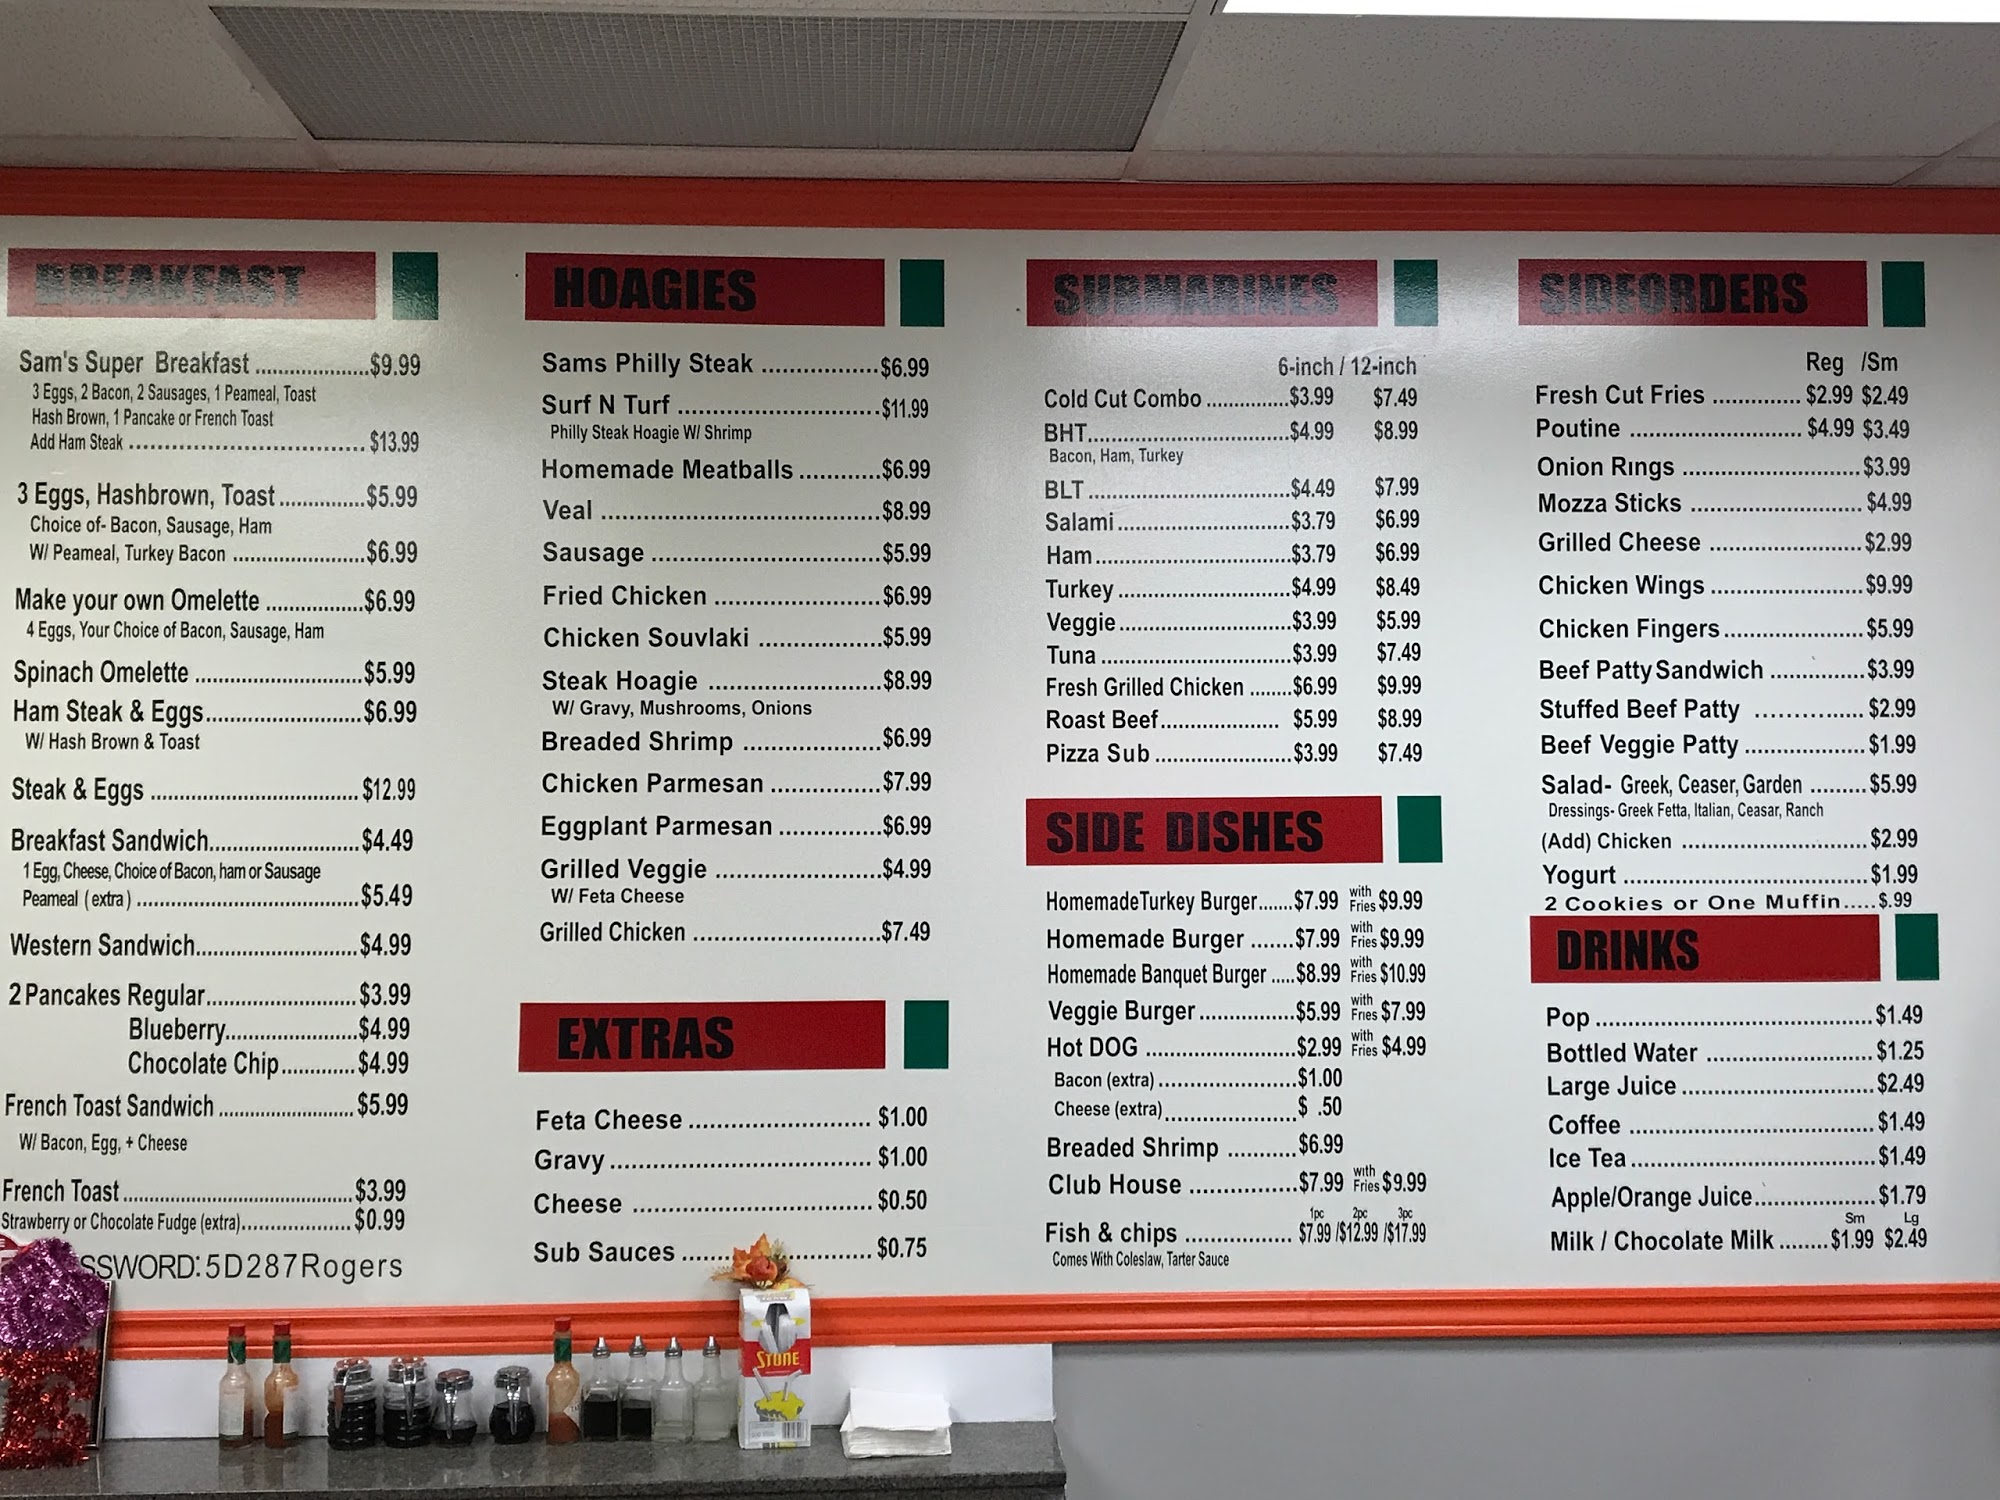 BREAKFAST
Sam's Super Breakfast ....................$9.99
3 Eggs, 2 Bacon, 2 Sausages, 1 Peameal, Toast
Hash Brown, 1 Pancake or French Toast
Add Ham Steak ....................................$13.99
3 Eggs, Hashbrown, Toast..............$5.99
Choice of- Bacon, Sausage, Ham
W/ Peameal, Turkey Bacon .....................$6.99
Make your own Omelette .................$6.99
4 Eggs, Your Choice of Bacon, Sausage, Ham
Spinach Omelette .............................$5.99
Ham Steak & Eggs...........................$6.99
W/ Hash Brown & Toast
Steak & Eggs ....................................$12.99
Breakfast Sandwich..........................$4.49
1 Egg, Cheese, Choice of Bacon, ham or Sausage
Peameal (extra) ...................................$5.49
Western Sandwich............................$4.99
2 Pancakes Regular..........................$3.99
Blueberry.......................$4.99
Chocolate Chip.............$4.99
French Toast Sandwich .......................$5.99
W/ Bacon, Egg, + Cheese
French Toast........................................$3.99
Strawberry or Chocolate Fudge (extra)....................$0.99
SSWORD:5D287Rogers
HOAGIES
Sams Philly Steak .................$6.99
Surf N Turf .............................$11.99
Philly Steak Hoagie W/ Shrimp
Homemade Meatballs ............$6.99
Veal ........................................$8.99
Sausage .................................$5.99
Fried Chicken ........................$6.99
Chicken Souvlaki ..................$5.99
Steak Hoagie .........................$8.99
W/ Gravy, Mushrooms, Onions
Breaded Shrimp ....................$6.99
Chicken Parmesan ................$7.99
Eggplant Parmesan ...............$6.99
Grilled Veggie ........................$4.99
W/ Feta Cheese
Grilled Chicken ...........................$7.49
EXTRAS
Feta Cheese .......................... $1.00
Gravy..................................... $1.00
Cheese ................................... $0.50
Sub Sauces ........................... $0.75
SUBMARINES
6-inch / 12-inch
Cold Cut Combo ..............$3.99 $7.49
BHT..................................$4.99 $8.99
Bacon, Ham, Turkey
BLT ..................................$4.49 $7.99
Salami .............................$3.79 $6.99
Ham.................................$3.79 $6.99
Turkey .............................$4.99 $8.49
Veggie.............................$3.99 $5.99
Tuna ................................$3.99 $7.49
Fresh Grilled Chicken ........$6.99 $9.99
Roast Beef.................... $5.99 $8.99
Pizza Sub .......................$3.99 $7.49
SIDE DISHES
Homemade Turkey Burger.......$7.99 with Fries $9.99
Homemade Burger .......$7.99 with Fries $9.99
Homemade Banquet Burger .....$8.99 with Fries $10.99
Veggie Burger ................$5.99 with Fries $7.99
Hot DOG .........................$2.99 with Fries $4.99
Bacon (extra) .......................$1.00
Cheese (extra)......................$ .50
Breaded Shrimp ...........$6.99
Club House ..................$7.99 with Fries $9.99
1pc 2pc 3pc
Fish & chips .................. $7.99 /$12.99 /$17.99
Comes With Coleslaw, Tarter Sauce
SIDEORDERS
Reg /Sm
Fresh Cut Fries .............. $2.99 $2.49
Poutine ............................ $4.99 $3.49
Onion Rings .............................$3.99
Mozza Sticks ............................ $4.99
Grilled Cheese .........................$2.99
Chicken Wings .........................$9.99
Chicken Fingers.......................$5.99
Beef Patty Sandwich ................$3.99
Stuffed Beef Patty ................ $2.99
Beef Veggie Patty ....................$1.99
Salad- Greek, Ceaser, Garden .........$5.99
Dressings- Greek Fetta, Italian, Ceasar, Ranch
(Add) Chicken ..............................$2.99
Yogurt ........................................$1.99
2 Cookies or One Muffin.....$.99
DRINKS
Pop .............................................$1.49
Bottled Water ...........................$1.25
Large Juice ...............................$2.49
Coffee .......................................$1.49
Ice Tea.......................................$1.49
Apple/Orange Juice...................$1.79
Sm Lg
Milk / Chocolate Milk ........$1.99 $2.49
STONE